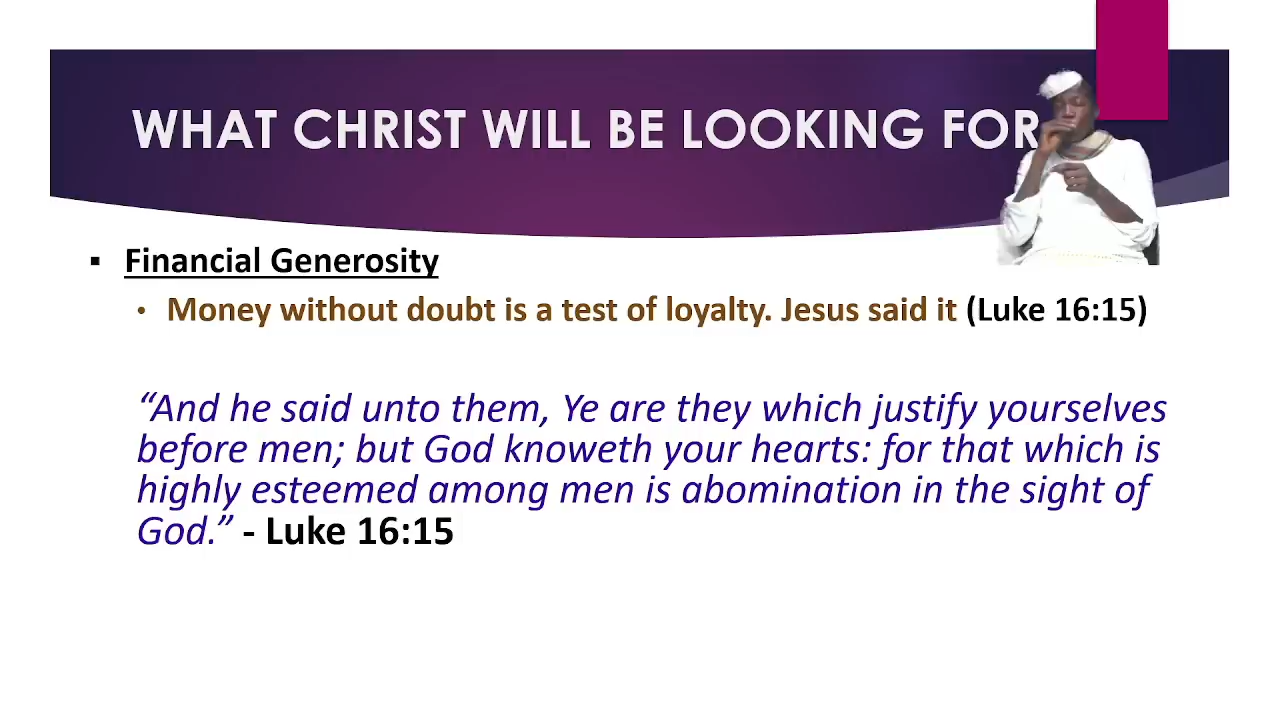 WHAT CHRIST WILL BE LOOKING FOR
▪ Financial Generosity
• Money without doubt is a test of loyalty. Jesus said it (Luke 16:15)
“And he said unto them, Ye are they which justify yourselves
before men; but God knoweth your hearts: for that which is
highly esteemed among men is abomination in the sight of
God.” - Luke 16:15